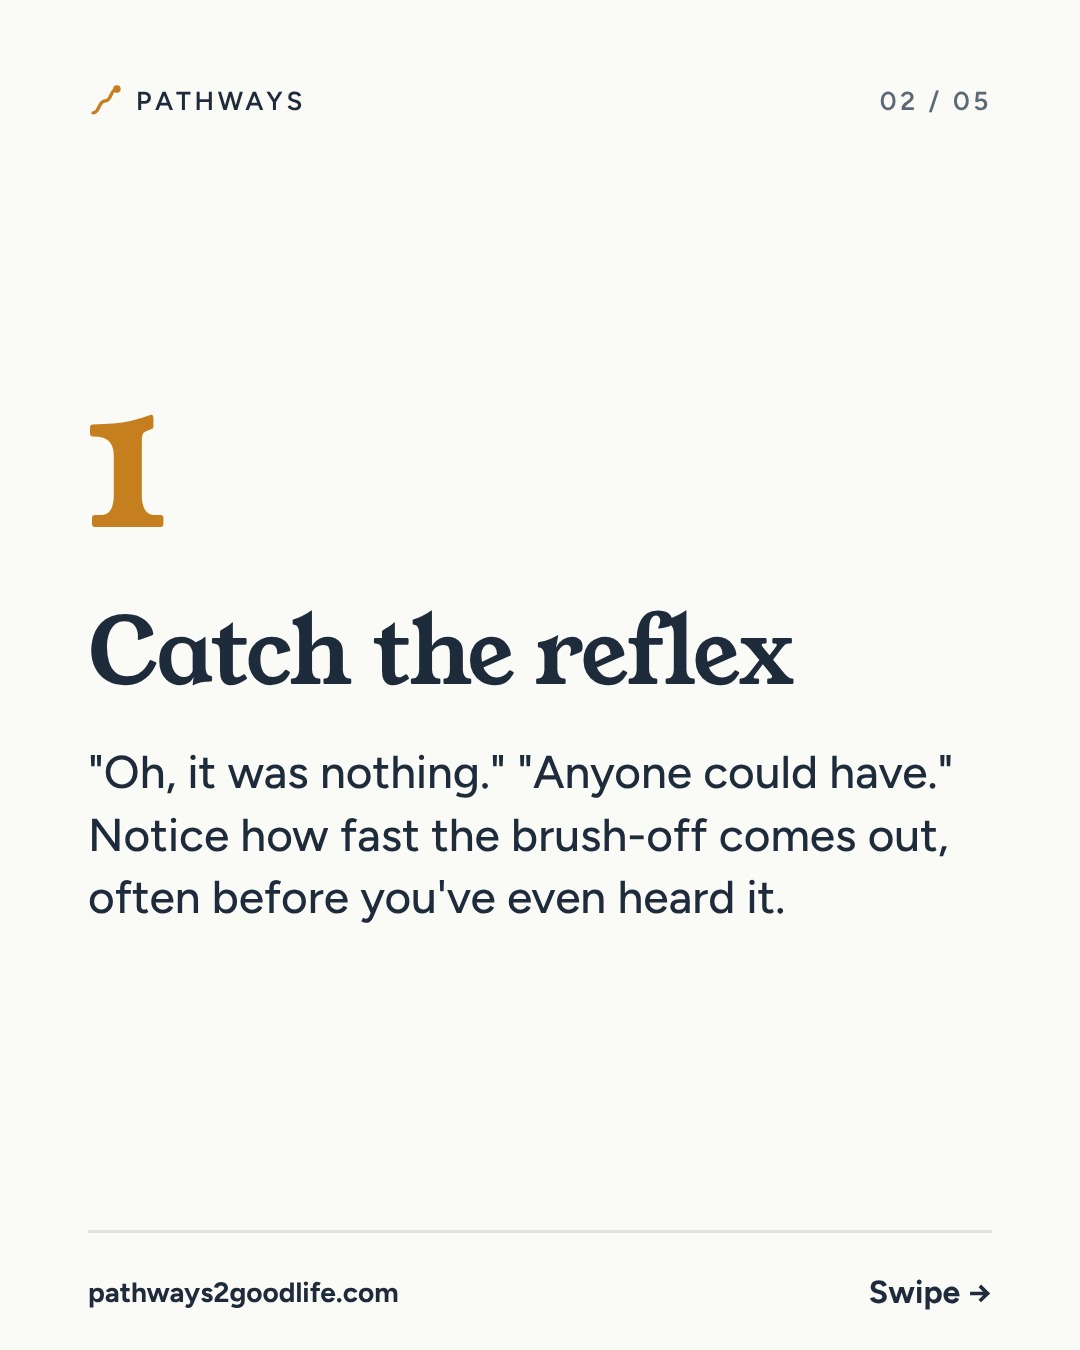 PATHWAYS
02 / 05
1
Catch the reflex
"Oh, it was nothing." "Anyone could have."
Notice how fast the brush-off comes out,
often before you've even heard it.
pathways2goodlife.com
Swipe →